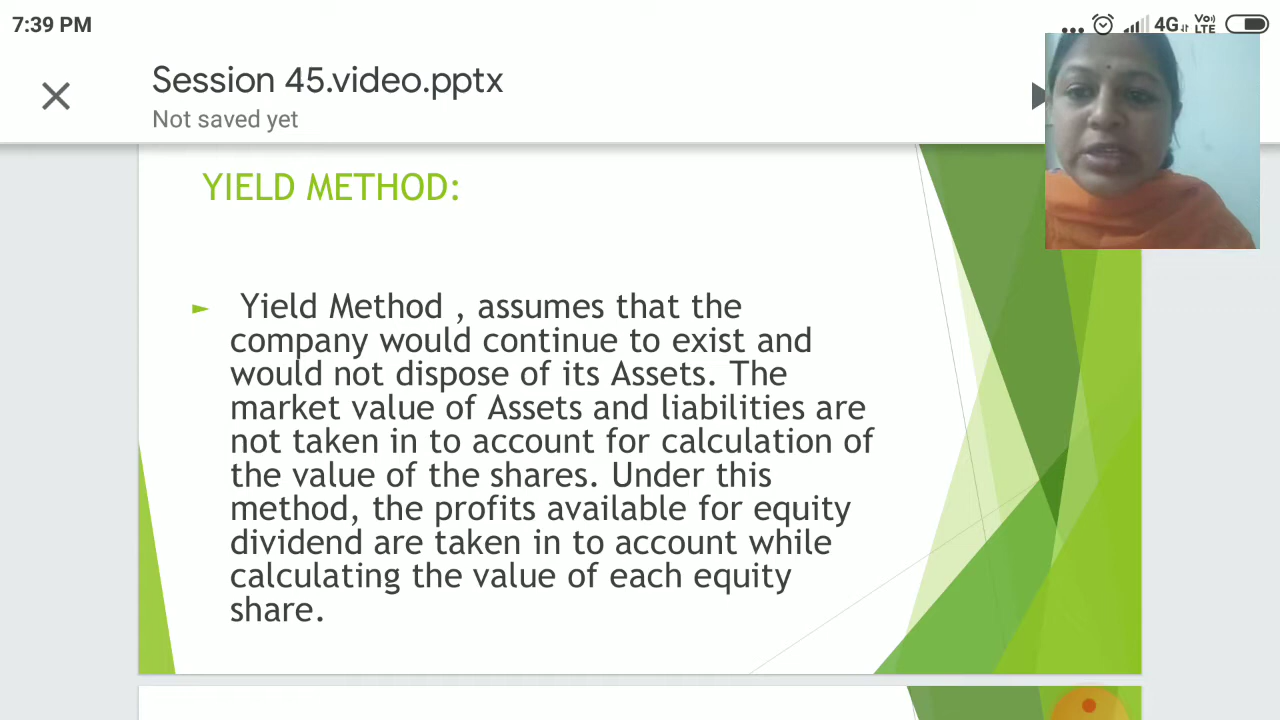 7:39 PM
4G Vo) LTE
Session 45.video.pptx
Not saved yet
YIELD METHOD:
► Yield Method , assumes that the
company would continue to exist and
would not dispose of its Assets. The
market value of Assets and liabilities are
not taken in to account for calculation of
the value of the shares. Under this
method, the profits available for equity
dividend are taken in to account while
calculating the value of each equity
share.